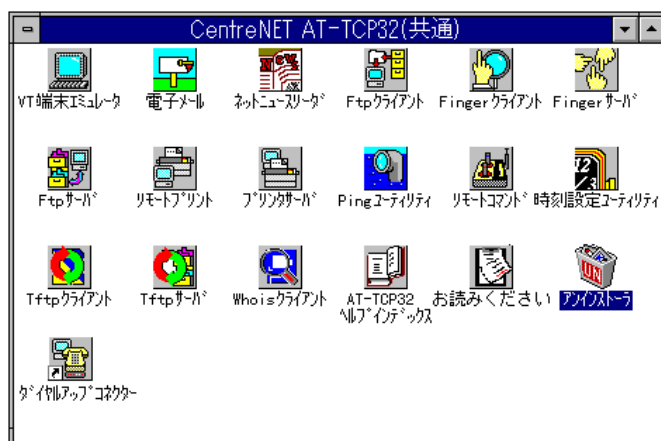 CentreNET AT-TCP32(共通)
VT端末ｴﾐｭﾚｰﾀ 電子ﾒｰﾙ ﾈｯﾄﾆｭｰｽﾘｰﾀﾞ Ftpｸﾗｲｱﾝﾄ Fingerｸﾗｲｱﾝﾄ Fingerｻｰﾊﾞ
Ftpｻｰﾊﾞ ﾘﾓｰﾄﾌﾟﾘﾝﾄ ﾌﾟﾘﾝﾀｻｰﾊﾞ Pingﾕｰﾃｨﾘﾃｨ ﾘﾓｰﾄｺﾏﾝﾄﾞ 時刻設定ﾕｰﾃｨﾘﾃｨ
Tftpｸﾗｲｱﾝﾄ Tftpｻｰﾊﾞ Whoisｸﾗｲｱﾝﾄ AT-TCP32 お読みください ｱﾝｲﾝｽﾄｰﾗ
ﾍﾙﾌﾟｲﾝﾃﾞｯｸｽ
ﾀﾞｲﾔﾙｱｯﾌﾟｺﾈｸﾀｰ